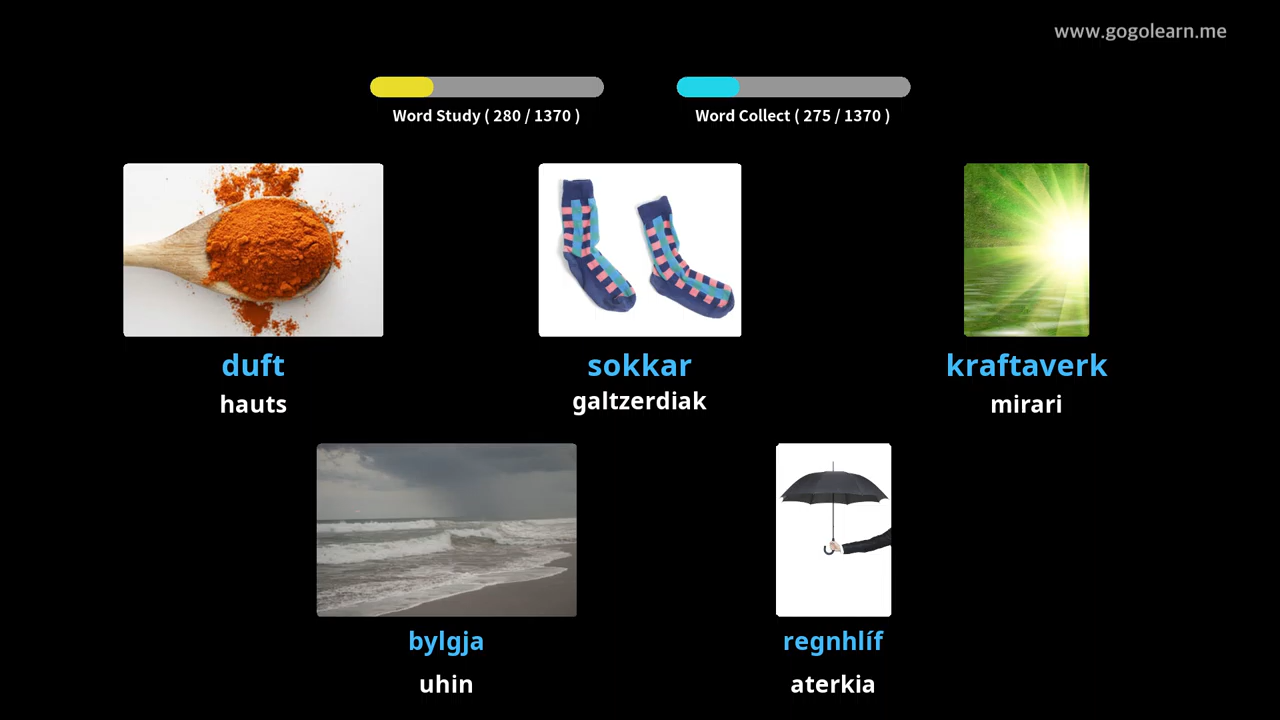 www.gogolearn.me
Word Study ( 280 / 1370 )
Word Collect ( 275 / 1370 )
duft
hauts
sokkar
galtzerdiak
kraftaverk
mirari
bylgja
uhin
regnhlíf
aterkia